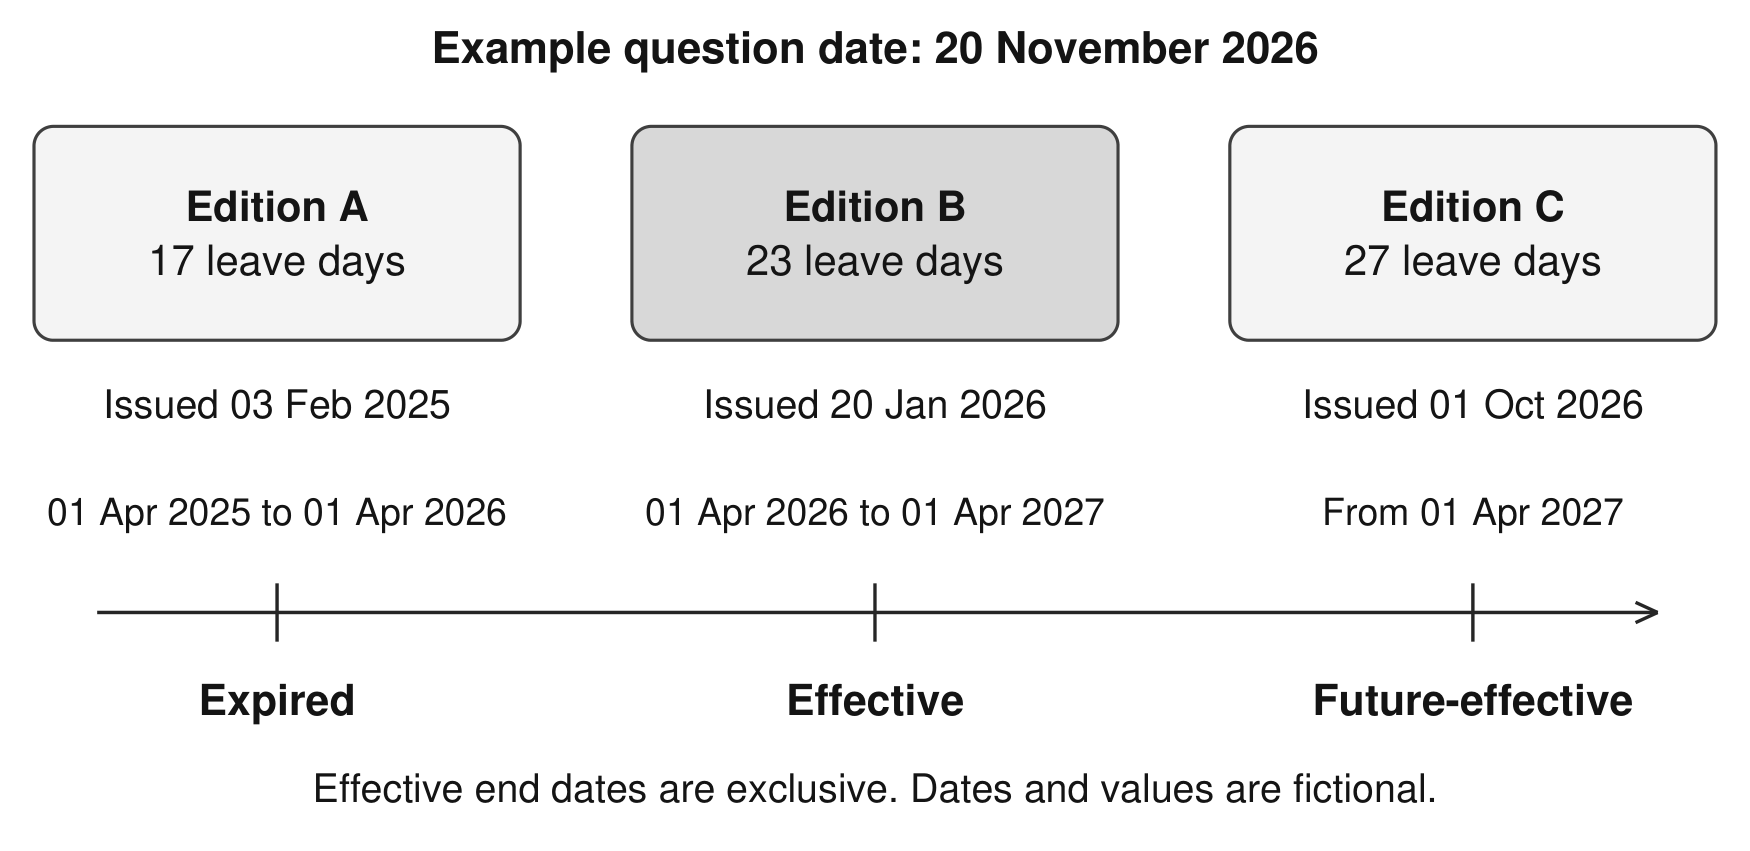 Example question date: 20 November 2026
Edition A
17 leave days
Edition B
23 leave days
Edition C
27 leave days
Issued 03 Feb 2025
Issued 20 Jan 2026
Issued 01 Oct 2026
01 Apr 2025 to 01 Apr 2026
01 Apr 2026 to 01 Apr 2027
From 01 Apr 2027
Expired
Effective
Future-effective
Effective end dates are exclusive. Dates and values are fictional.